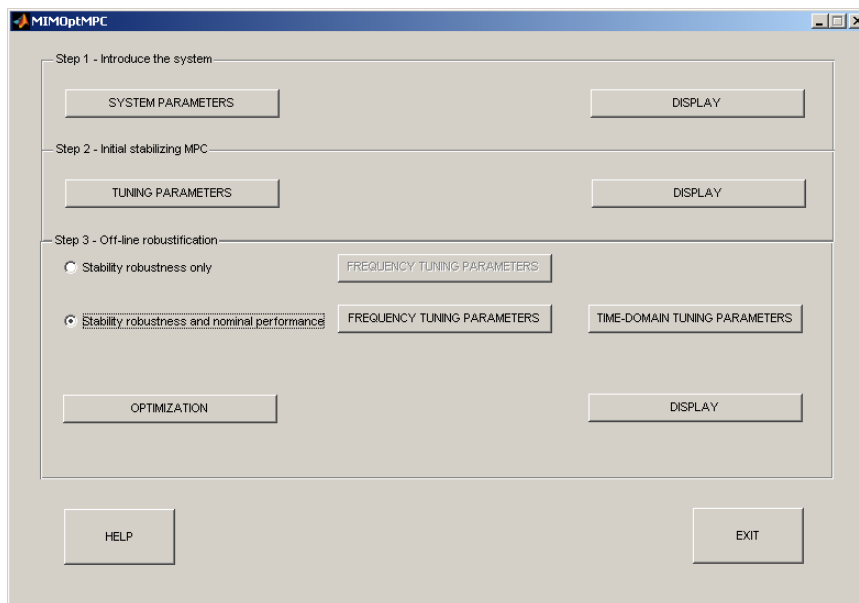 MIMOptMPC
Step 1 - Introduce the system
SYSTEM PARAMETERS
DISPLAY
Step 2 - Initial stabilizing MPC
TUNING PARAMETERS
DISPLAY
Step 3 - Off-line robustification
Stability robustness only
FREQUENCY TUNING PARAMETERS
Stability robustness and nominal performance
FREQUENCY TUNING PARAMETERS
TIME-DOMAIN TUNING PARAMETERS
OPTIMIZATION
DISPLAY
HELP
EXIT